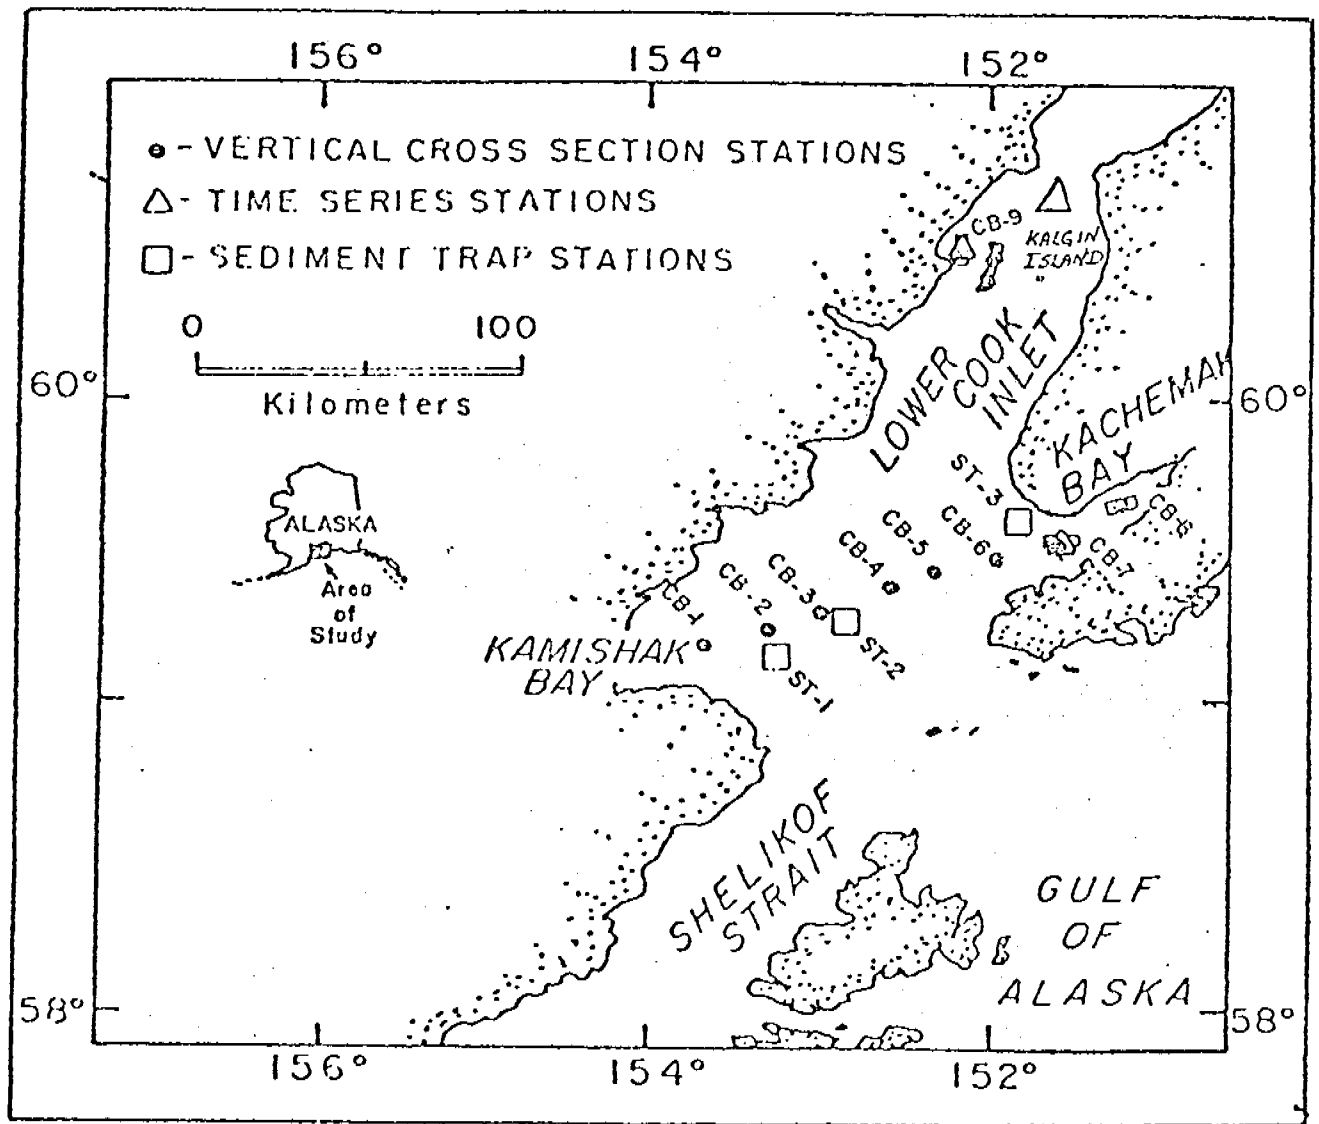 156° 154° 152°
• - VERTICAL CROSS SECTION STATIONS
△ - TIME SERIES STATIONS
□ - SEDIMENT TRAP STATIONS
0 100
Kilometers
CB-9
KALGIN
ISLAND
60°
60°
LOWER
COOK
INLET
KACHEMAK
BAY
ALASKA
Area
of
Study
ST-3
CB-6
CB-5
CB-4
CB-3
CB-2
CB-1
CB-7
ST-2
ST-1
KAMISHAK
BAY
SHELIKOF
STRAIT
GULF
OF
ALASKA
58°
58°
156° 154° 152°